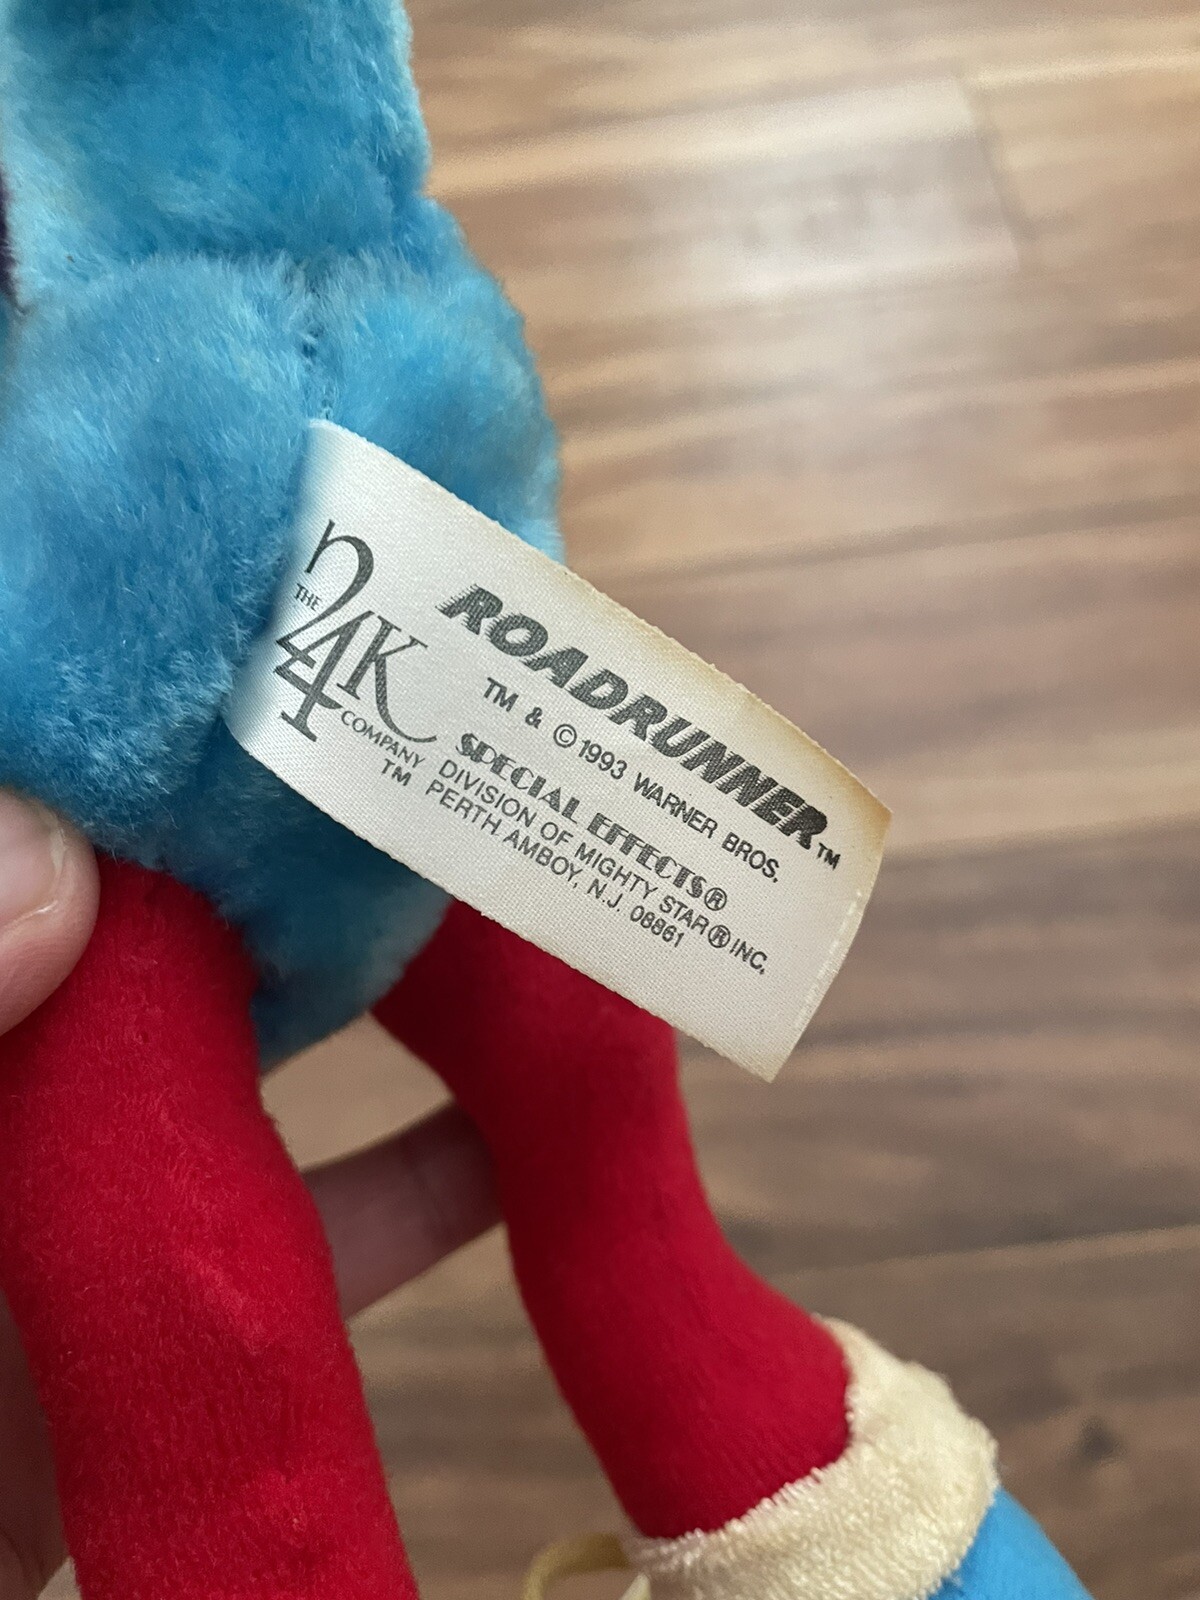 THE
24K
COMPANY
TM
ROADRUNNER™
TM & © 1993 WARNER BROS.
SPECIAL EFFECTS®
DIVISION OF MIGHTY STAR® INC.
PERTH AMBOY, N.J. 08861